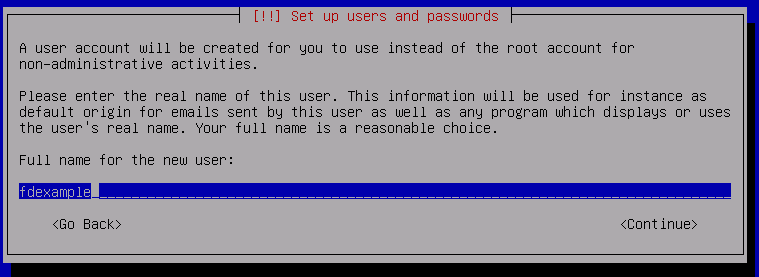 [!!] Set up users and passwords
A user account will be created for you to use instead of the root account for
non-administrative activities.
Please enter the real name of this user. This information will be used for instance as
default origin for emails sent by this user as well as any program which displays or uses
the user's real name. Your full name is a reasonable choice.
Full name for the new user:
fdexample
<Go Back> <Continue>